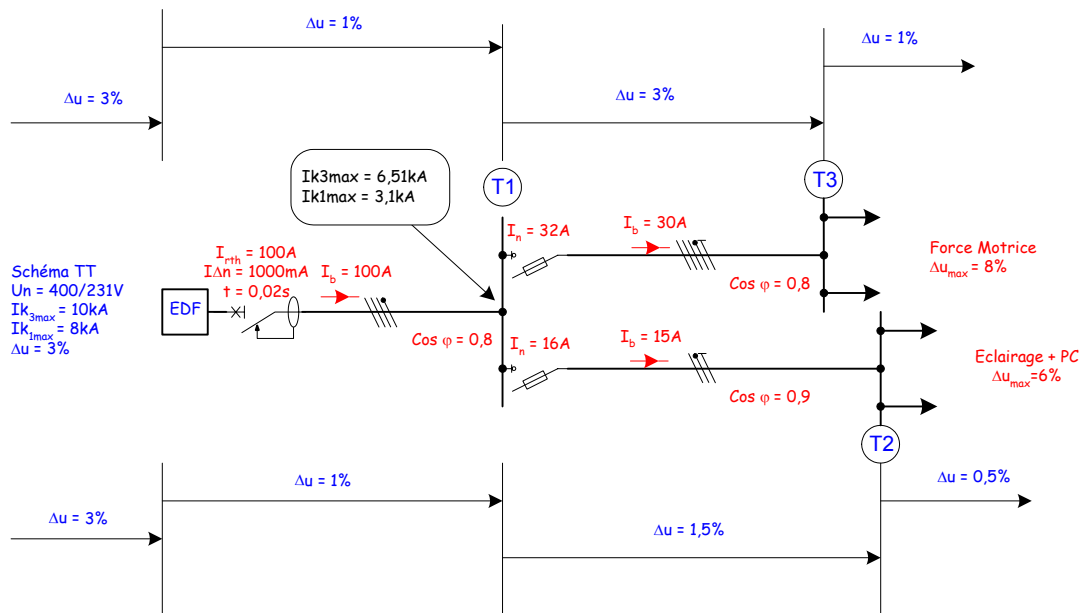 Δu = 1%
Δu = 1%
Δu = 3%
Δu = 3%
Ik3max = 6,51kA
Ik1max = 3,1kA
T1
T3
Schéma TT
Un = 400/231V
Ik3max = 10kA
Ik1max = 8kA
Δu = 3%
EDF
Irth = 100A
IΔn = 1000mA
t = 0,02s
Ib = 100A
Cos φ = 0,8
In = 32A
Ib = 30A
Cos φ = 0,8
Force Motrice
Δumax = 8%
In = 16A
Ib = 15A
Cos φ = 0,9
Eclairage + PC
Δumax=6%
T2
Δu = 1%
Δu = 0,5%
Δu = 3%
Δu = 1,5%